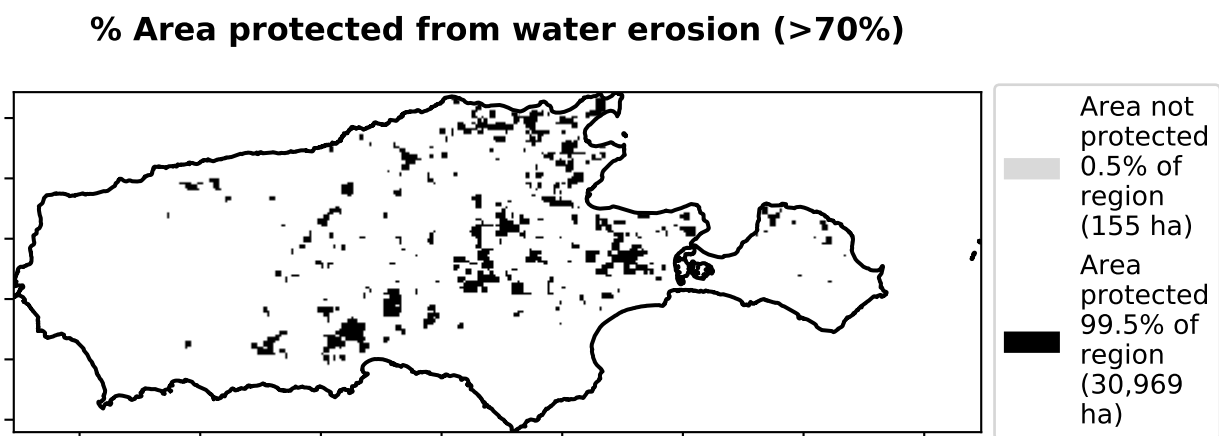 % Area protected from water erosion (>70%)
Area not
protected
0.5% of
region
(155 ha)
Area
protected
99.5% of
region
(30,969
ha)